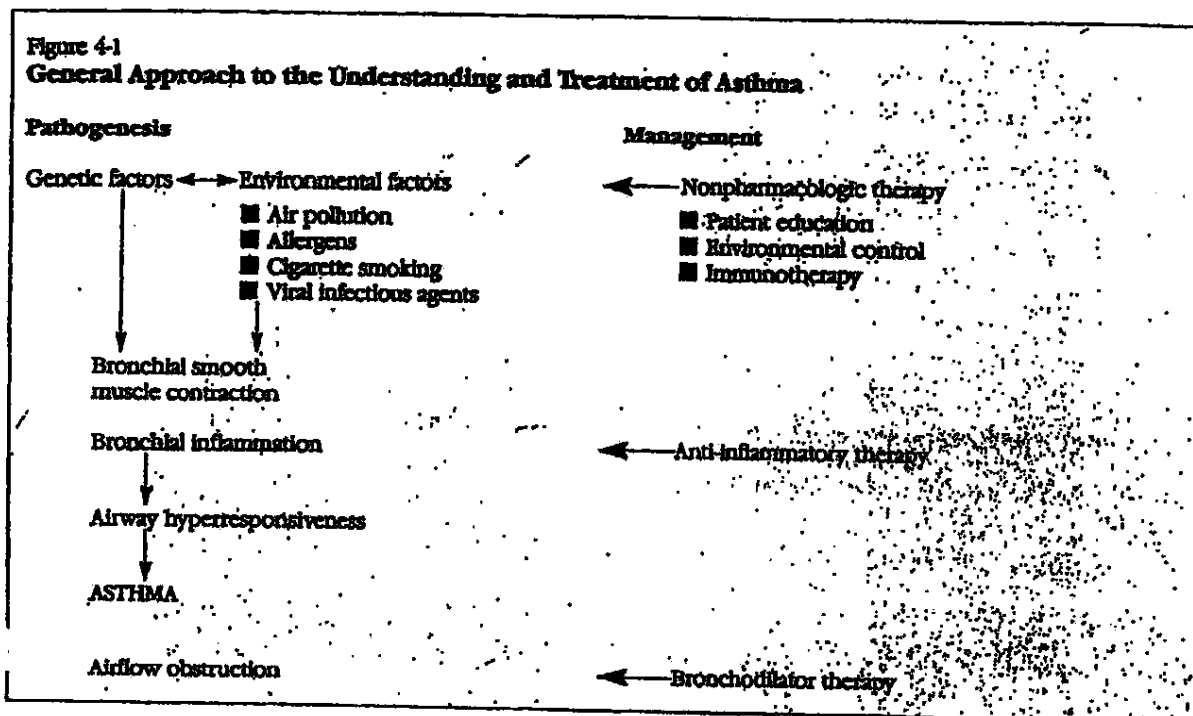 Figure 4-1
General Approach to the Understanding and Treatment of Asthma
Pathogenesis
Management
Genetic factors
Environmental factors
Nonpharmacologic therapy
■ Air pollution
■ Allergens
■ Cigarette smoking
■ Viral infectious agents
■ Patient education
■ Environmental control
■ Immunotherapy
Bronchial smooth
muscle contraction
Bronchial inflammation
Anti-inflammatory therapy
Airway hyperresponsiveness
ASTHMA
Airflow obstruction
Bronchodilator therapy